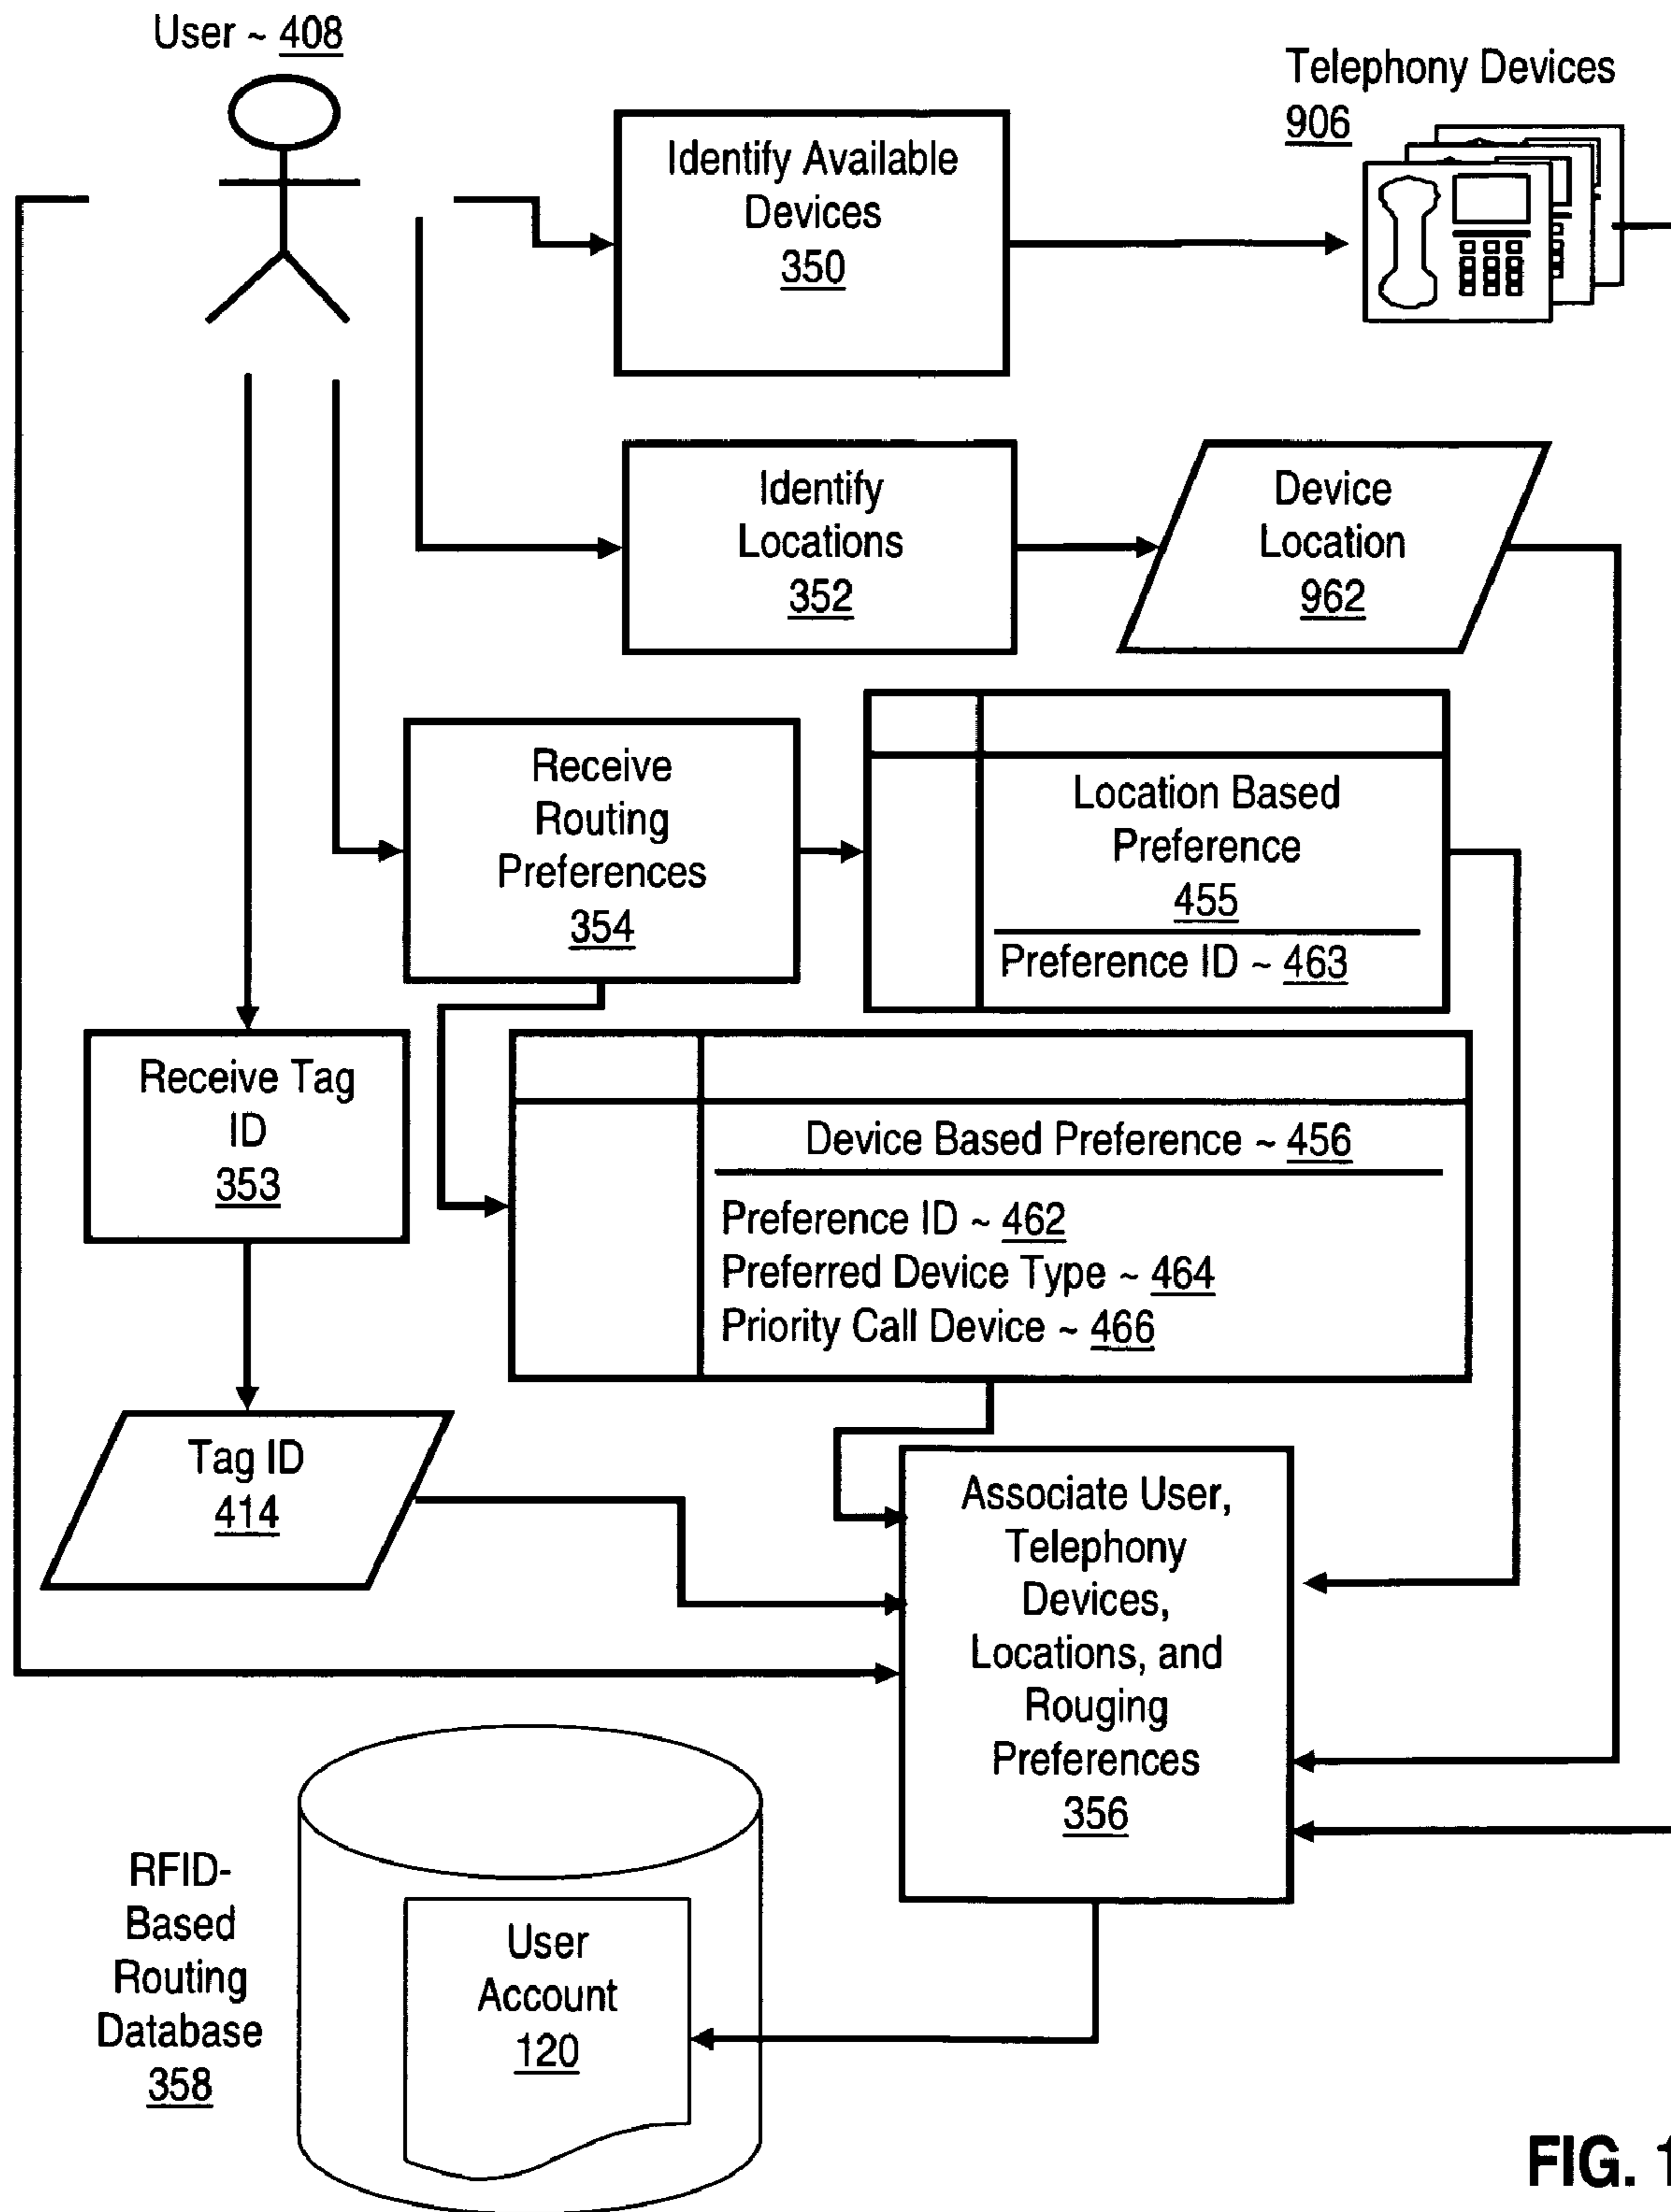 User ~ 408
Telephony Devices
906
Identify Available
Devices
350
Identify
Locations
352
Device
Location
962
Receive
Routing
Preferences
354
Location Based
Preference
455
Preference ID ~ 463
Receive Tag
ID
353
Device Based Preference ~ 456
Preference ID ~ 462
Preferred Device Type ~ 464
Priority Call Device ~ 466
Tag ID
414
Associate User,
Telephony
Devices,
Locations, and
Rouging
Preferences
356
RFID-
Based
Routing
Database
358
User
Account
120
FIG. 1